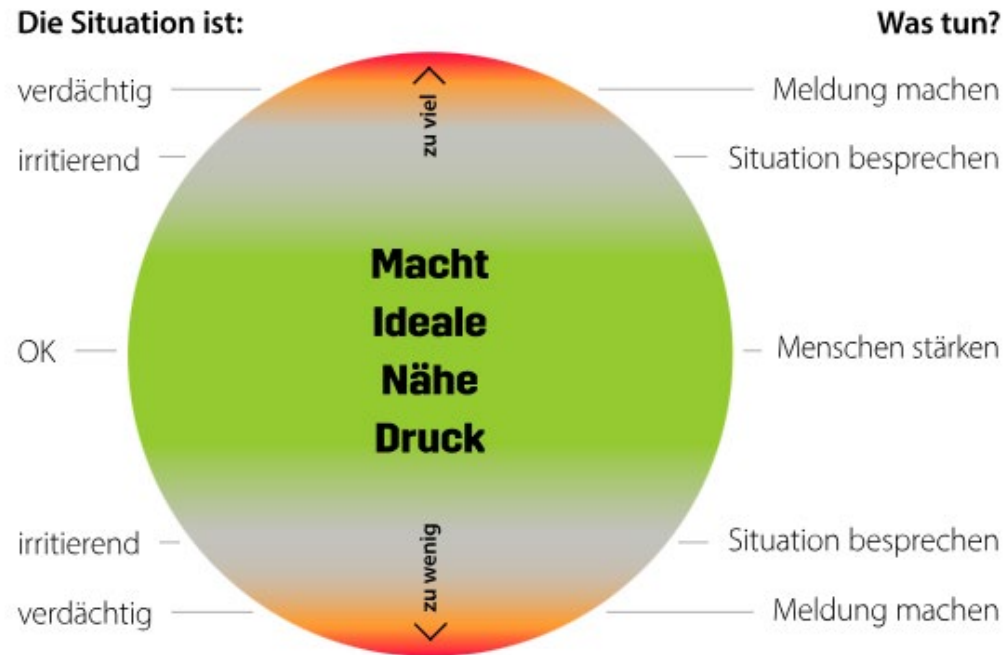 Die Situation ist: Was tun?
verdächtig Meldung machen
zu viel
irritierend Situation besprechen
Macht
Ideale
OK Menschen stärken
Nähe
Druck
zu wenig
irritierend Situation besprechen
verdächtig Meldung machen